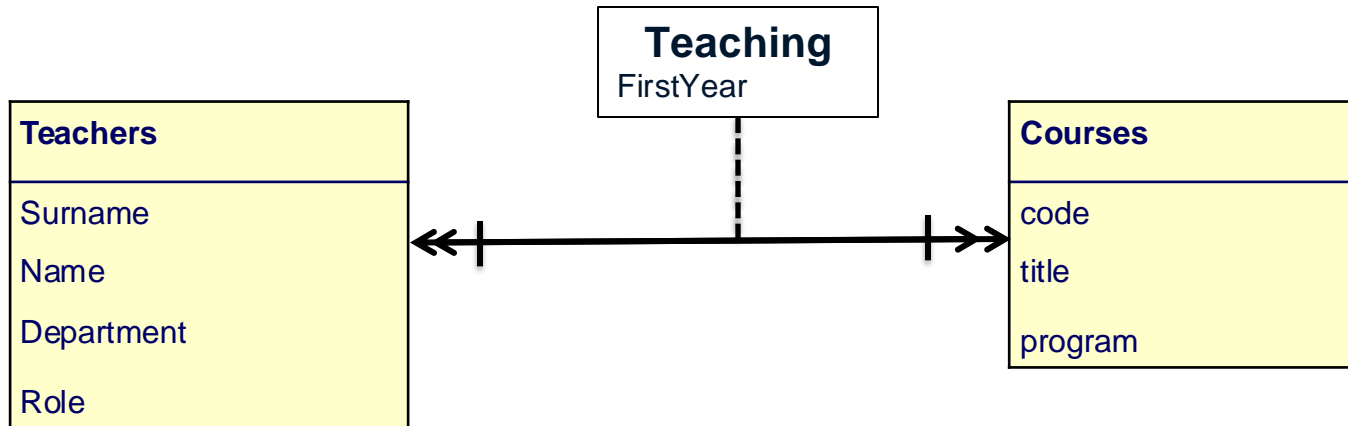 Teaching
FirstYear
Teachers
Surname
Name
Department
Role
Courses
code
title
program